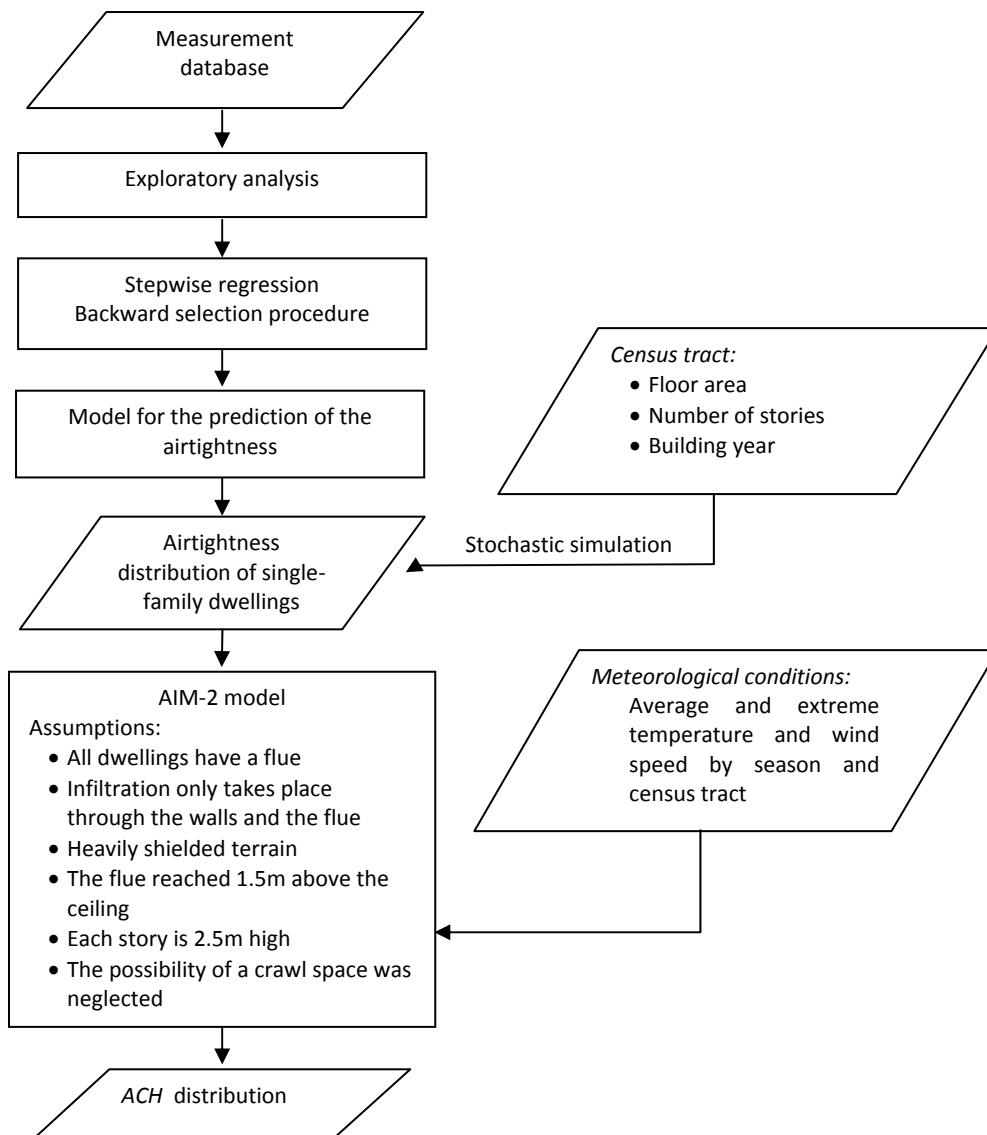 Measurement
database
Exploratory analysis
Stepwise regression
Backward selection procedure
Model for the prediction of the
airtightness
Census tract:
• Floor area
• Number of stories
• Building year
Stochastic simulation
Airtightness
distribution of single-
family dwellings
AIM-2 model
Assumptions:
• All dwellings have a flue
• Infiltration only takes place
through the walls and the flue
• Heavily shielded terrain
• The flue reached 1.5m above the
ceiling
• Each story is 2.5m high
• The possibility of a crawl space was
neglected
Meteorological conditions:
Average and extreme
temperature and wind
speed by season and
census tract
ACH distribution